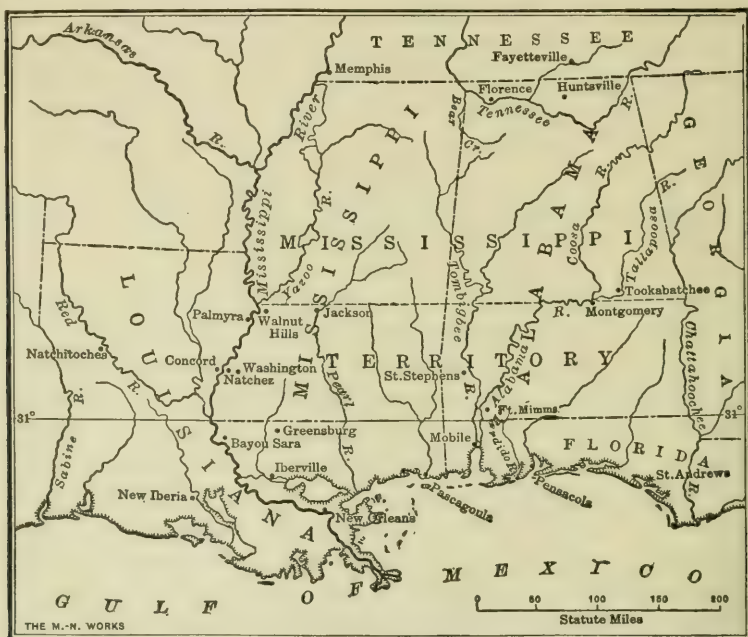 TENNESSEE
Arkansas R.
Memphis
Fayetteville
Florence
Huntsville
Tennessee R.
Bear Cr.
River
Mississippi
MISSISSIPPI
ALABAMA
GEORGIA
MISSISSIPPI
Yazoo R.
Tombigbee R.
Coosa R.
Tallapoosa R.
LOUISIANA
Red R.
Palmyra
Walnut Hills
Jackson
Tookabatchee
Montgomery
Natchitoches
Concord
Washington
Natchez
TERRITORY
St. Stephens
Alabama R.
Chattahoochee R.
Pearl R.
Sabine R.
31°
31°
Ft. Mimms
Greensburg
Bayou Sara
Mobile
Perdido R.
FLORIDA
Iberville
St. Andrews
New Iberia
New Orleans
Pascagoula
Pensacola
GULF OF MEXICO
0 50 100 150 200
Statute Miles
THE M.-N. WORKS